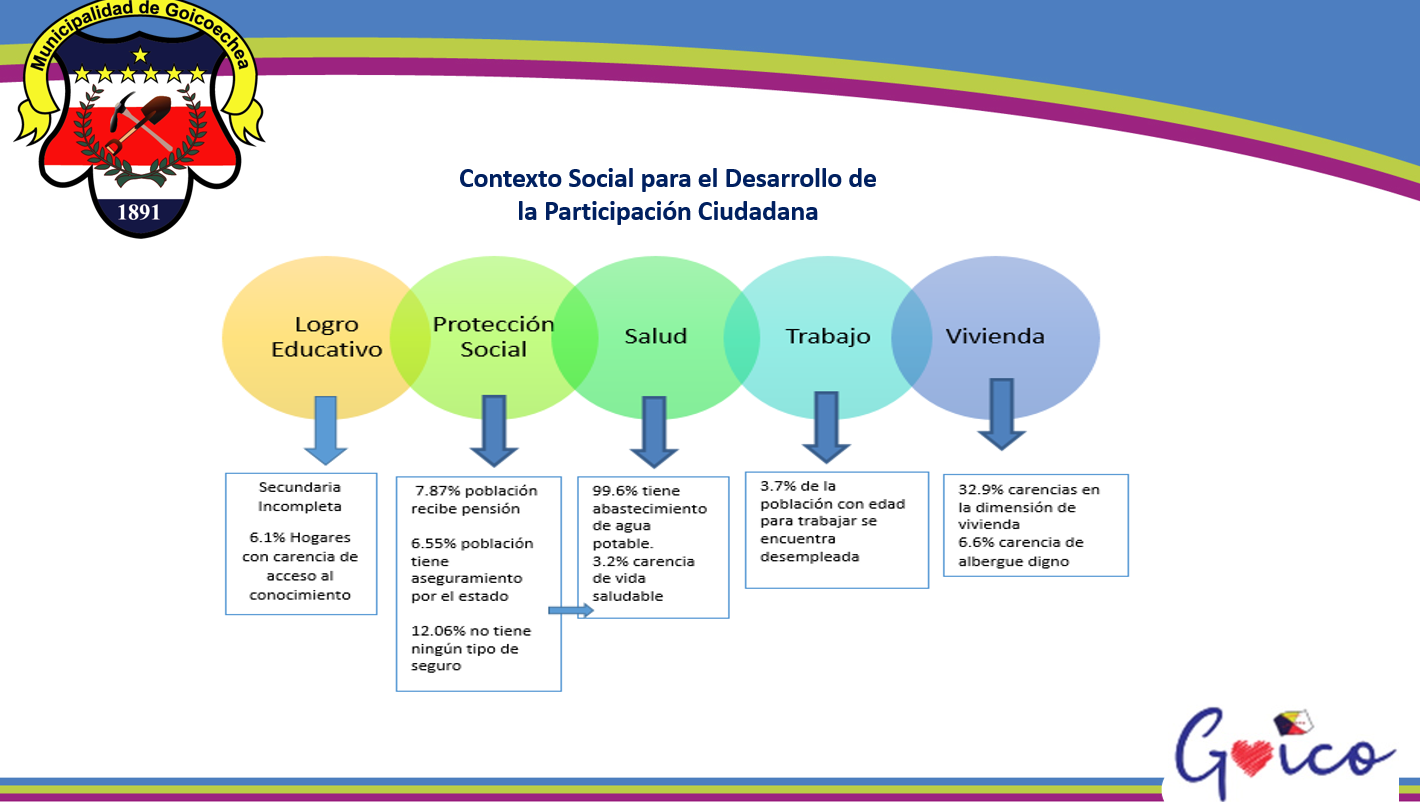 Municipalidad de Goicoechea
1891
Contexto Social para el Desarrollo de
la Participación Ciudadana
Logro
Educativo
Protección
Social
Salud
Trabajo
Vivienda
Secundaria
Incompleta
6.1% Hogares
con carencia de
acceso al
conocimiento
7.87% población
recibe pensión
6.55% población
tiene
aseguramiento
por el estado
12.06% no tiene
ningún tipo de
seguro
99.6% tiene
abastecimiento
de agua
potable.
3.2% carencia
de vida
saludable
3.7% de la
población con edad
para trabajar se
encuentra
desempleada
32.9% carencias en
la dimensión de
vivienda
6.6% carencia de
albergue digno
Goico